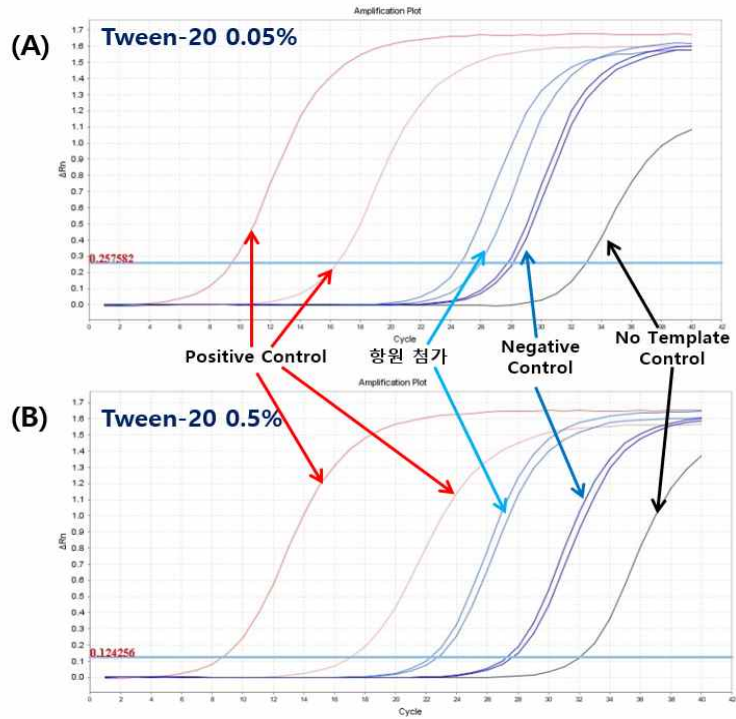 Amplification Plot
(A)
Tween-20 0.05%
1.7
1.6
1.5
1.4
1.3
1.2
1.1
1.0
0.9
0.8
0.7
0.6
0.5
0.4
0.3
0.2
0.1
0.0
ΔRn
0.257582
0 2 4 6 8 10 12 14 16 18 20 22 24 26 28 30 32 34 36 38 40 42
Cycle
Positive Control
항원 첨가
Negative
Control
No Template
Control
Amplification Plot
(B)
Tween-20 0.5%
1.7
1.6
1.5
1.4
1.3
1.2
1.1
1.0
0.9
0.8
0.7
0.6
0.5
0.4
0.3
0.2
0.1
0.0
ΔRn
0.124256
0 2 4 6 8 10 12 14 16 18 20 22 24 26 28 30 32 34 36 38 40 42
Cycle